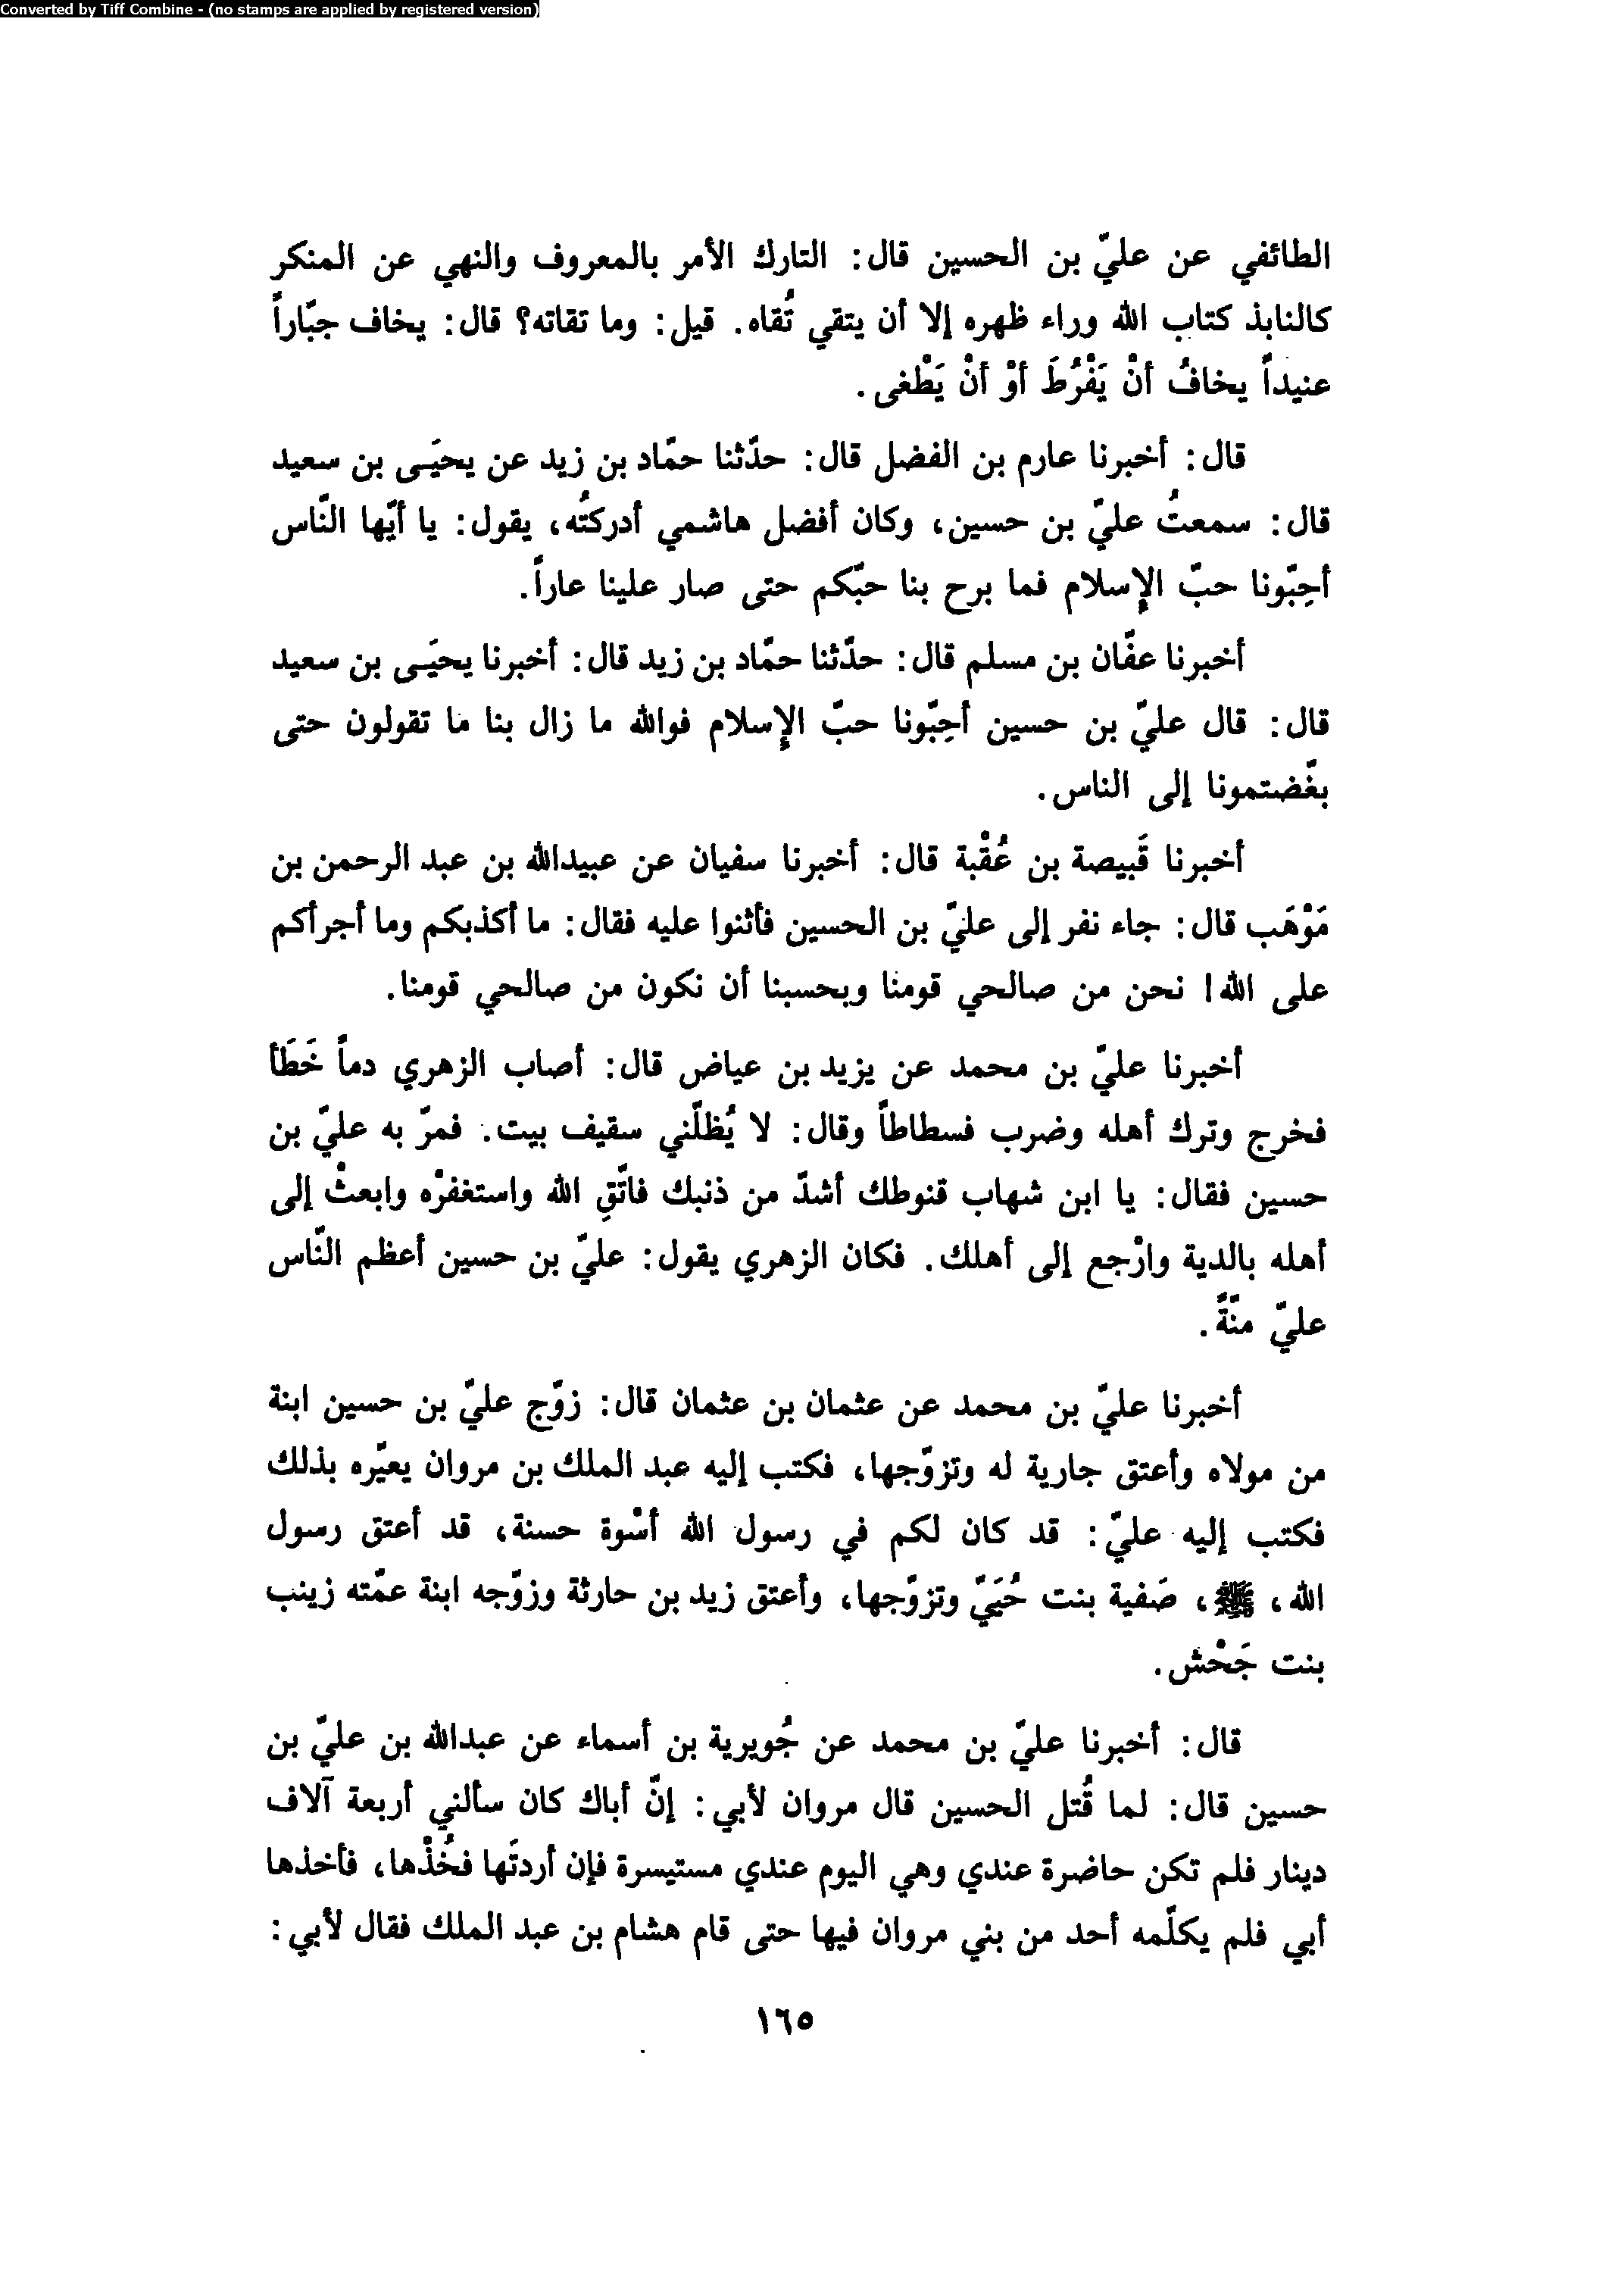 Converted by Tiff Combine - (no stamps are applied by registered version)
الطائفي عن عليّ بن الحسين قال: التارك الأمر بالمعروف والنهي عن المنكر
كالنابذ كتاب الله وراء ظهره إلا أن يتقي تُقاه. قيل: وما تقاته؟ قال: يخاف جبّاراً
عنيداً يخافُ أنْ يَفْرُطَ أوْ أنْ يَطْغى.
قال: أخبرنا عارم بن الفضل قال: حدّثنا حمّاد بن زيد عن يحيَـى بن سعيد
قال: سمعتُ عليّ بن حسين، وكان أفضل هاشمي أدركتُه، يقول: يا أيّها النّاس
أحِبّونا حبّ الإسلام فما برح بنا حبّكم حتى صار علينا عاراً.
أخبرنا عفّان بن مسلم قال: حدّثنا حمّاد بن زيد قال: أخبرنا يحيَـى بن سعيد
قال: قال عليّ بن حسين أحِبّونا حبّ الإسلام فوالله ما زال بنا ما تقولون حتى
بغّضتمونا إلى الناس.
أخبرنا قَبيصة بن عُقْبة قال: أخبرنا سفيان عن عبيدالله بن عبد الرحمن بن
مَوْهَب قال: جاء نفر إلى عليّ بن الحسين فأثنوا عليه فقال: ما أكذبكم وما أجرأكم
على الله! نحن من صالحي قومنا وبحسبنا أن نكون من صالحي قومنا.
أخبرنا عليّ بن محمد عن يزيد بن عياض قال: أصاب الزهري دماً خَطَأ
فخرج وترك أهله وضرب فسطاطاً وقال: لا يُظلّني سقيف بيت. فمرّ به عليّ بن
حسين فقال: يا ابن شهاب قنوطك أشدّ من ذنبك فاتّقِ الله واستغفرْه وابعثْ إلى
أهله بالدية وارْجع إلى أهلك. فكان الزهري يقول: عليّ بن حسين أعظم النّاس
عليّ منّةً.
أخبرنا عليّ بن محمد عن عثمان بن عثمان قال: زوّج عليّ بن حسين ابنة
من مولاه وأعتق جارية له وتزوّجها، فكتب إليه عبد الملك بن مروان يعيّره بذلك
فكتب إليه عليّ: قد كان لكم في رسول الله أسْوة حسنة، قد أعتق رسول
الله، ﷺ، صَفية بنت حُيَيّ وتزوّجها، وأعتق زيد بن حارثة وزوّجه ابنة عمّته زينب
بنت جَحْش.
قال: أخبرنا عليّ بن محمد عن جُويرية بن أسماء عن عبدالله بن عليّ بن
حسين قال: لما قُتل الحسين قال مروان لأبي: إنّ أباك كان سألني أربعة آلاف
دينار فلم تكن حاضرة عندي وهي اليوم عندي مستيسرة فإن أردتَها فخُذْها، فأخذها
أبي فلم يكلّمه أحد من بني مروان فيها حتى قام هشام بن عبد الملك فقال لأبي:
١٦٥